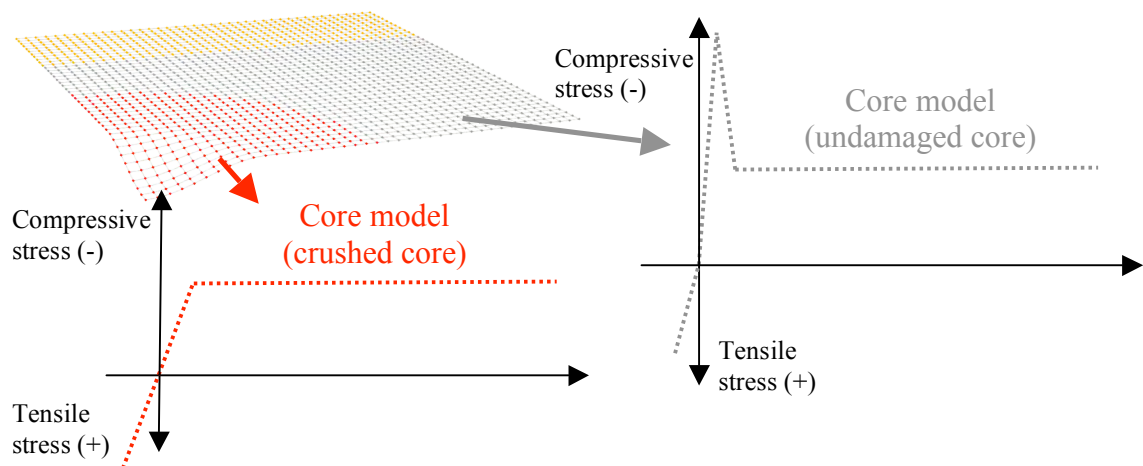 Compressive
stress (-)
Core model
(undamaged core)
Compressive
stress (-)
Core model
(crushed core)
Tensile
stress (+)
Tensile
stress (+)